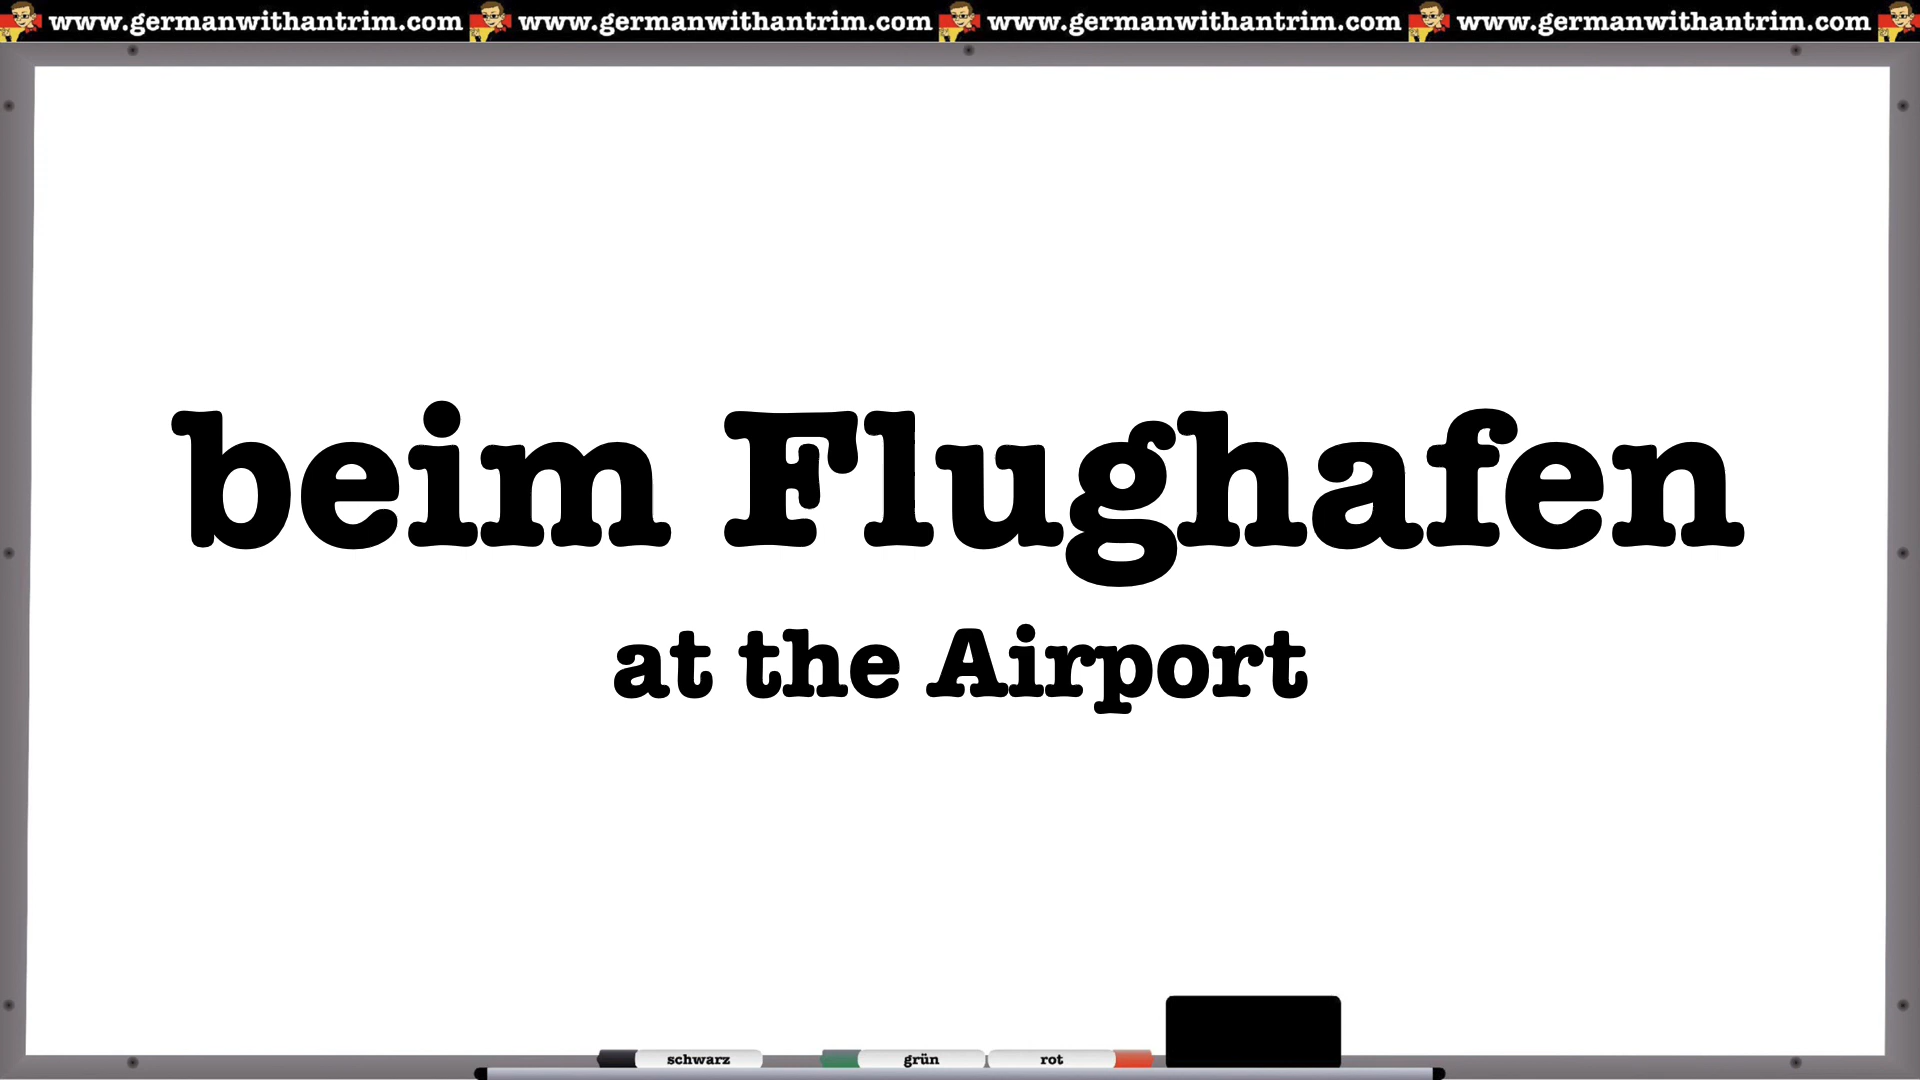 www.germanwithantrim.com www.germanwithantrim.com www.germanwithantrim.com www.germanwithantrim.com
beim Flughafen
at the Airport
schwarz grün rot